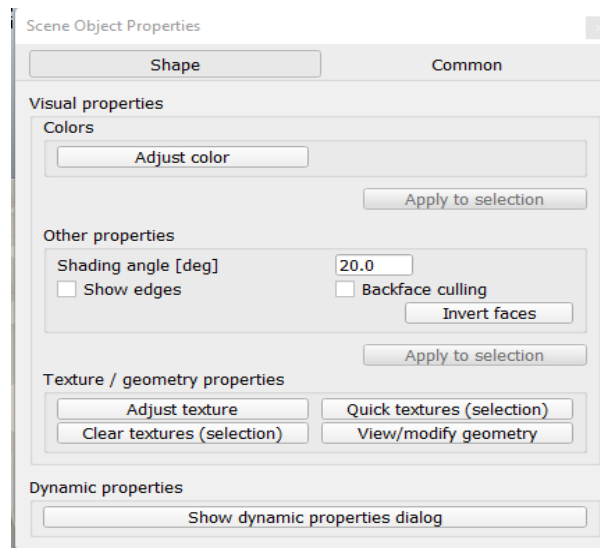 Scene Object Properties
Shape Common
Visual properties
Colors
Adjust color
Apply to selection
Other properties
Shading angle [deg] 20.0
Show edges Backface culling
Invert faces
Apply to selection
Texture / geometry properties
Adjust texture Quick textures (selection)
Clear textures (selection) View/modify geometry
Dynamic properties
Show dynamic properties dialog